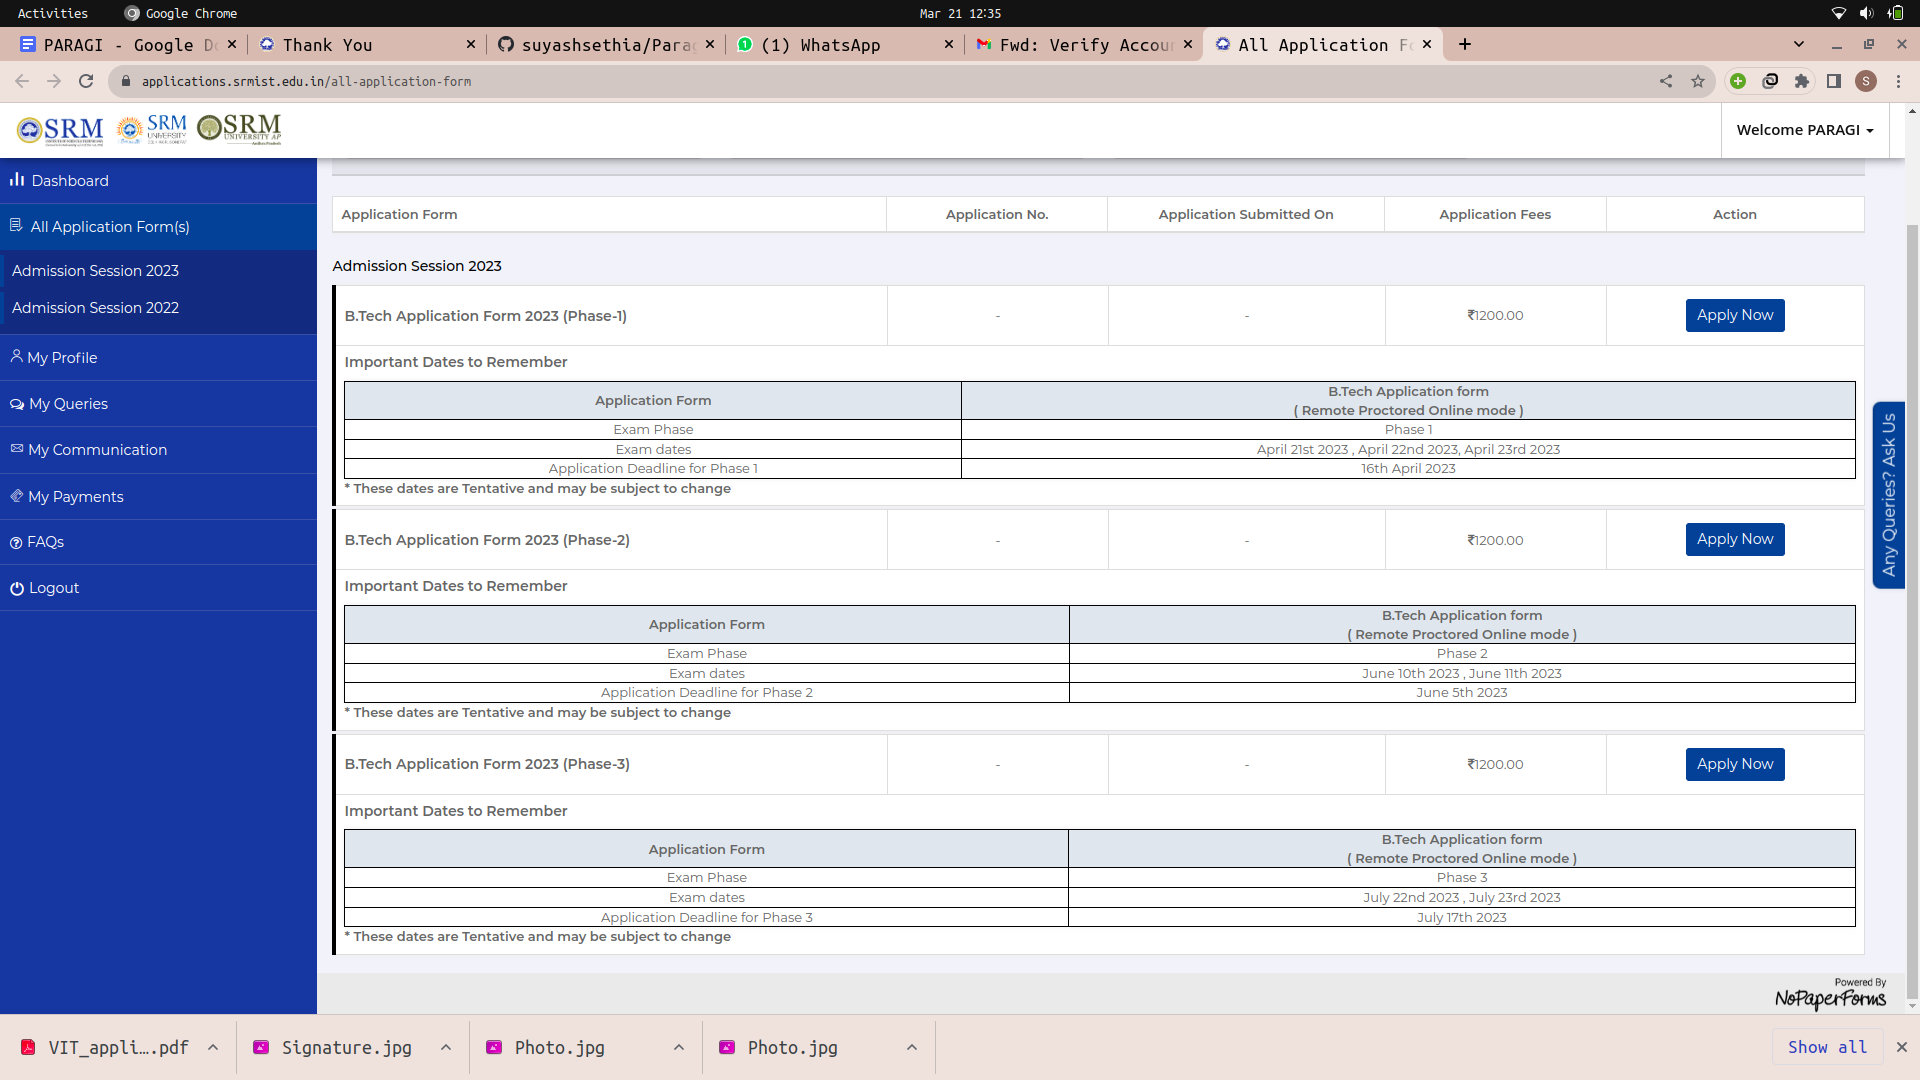 Activities
Google Chrome
Mar 21 12:35
PARAGI - Google Do
Thank You
suyashsethia/Parag
(1) WhatsApp
Fwd: Verify Accoun
All Application Fo
applications.srmist.edu.in/all-application-form
S
SRM
SRM
UNIVERSITY
SRM
UNIVERSITY AP
Andhra Pradesh
Welcome PARAGI
Dashboard
All Application Form(s)
Admission Session 2023
Admission Session 2022
My Profile
My Queries
My Communication
My Payments
FAQs
Logout
Application Form
Application No.
Application Submitted On
Application Fees
Action
Admission Session 2023
B.Tech Application Form 2023 (Phase-1)
-
-
₹1200.00
Apply Now
Important Dates to Remember
Application Form
B.Tech Application form
( Remote Proctored Online mode )
Exam Phase
Phase 1
Exam dates
April 21st 2023 , April 22nd 2023, April 23rd 2023
Application Deadline for Phase 1
16th April 2023
* These dates are Tentative and may be subject to change
B.Tech Application Form 2023 (Phase-2)
-
-
₹1200.00
Apply Now
Important Dates to Remember
Application Form
B.Tech Application form
( Remote Proctored Online mode )
Exam Phase
Phase 2
Exam dates
June 10th 2023 , June 11th 2023
Application Deadline for Phase 2
June 5th 2023
* These dates are Tentative and may be subject to change
B.Tech Application Form 2023 (Phase-3)
-
-
₹1200.00
Apply Now
Important Dates to Remember
Application Form
B.Tech Application form
( Remote Proctored Online mode )
Exam Phase
Phase 3
Exam dates
July 22nd 2023 , July 23rd 2023
Application Deadline for Phase 3
July 17th 2023
* These dates are Tentative and may be subject to change
Any Queries? Ask Us
Powered By
NoPaperForms
VIT_appli....pdf
Signature.jpg
Photo.jpg
Photo.jpg
Show all